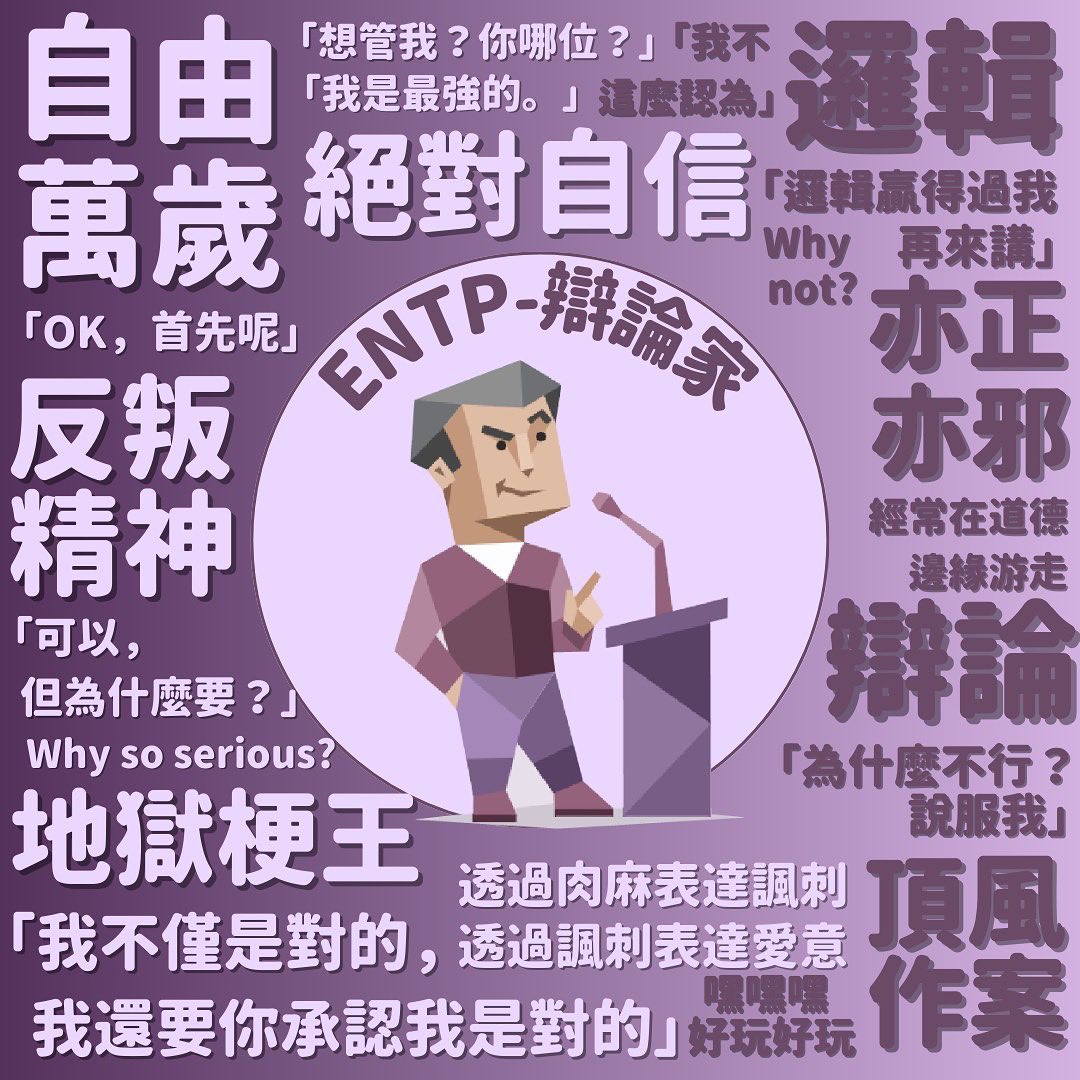 自由
萬歲
「OK，首先呢」
反叛
精神
「可以，
但為什麼要？」
Why so serious?
地獄梗王
「我不僅是對的，
我還要你承認我是對的」
「想管我？你哪位？」
「我是最強的。」
絕對自信
ENTP-辯論家
透過肉麻表達諷刺
透過諷刺表達愛意
嘿嘿嘿
好玩好玩
「我不
這麼認為」
邏輯
「邏輯贏得過我
再來講」
Why
not?
亦正
亦邪
經常在道德
邊緣游走
辯論
「為什麼不行？
說服我」
頂風
作案